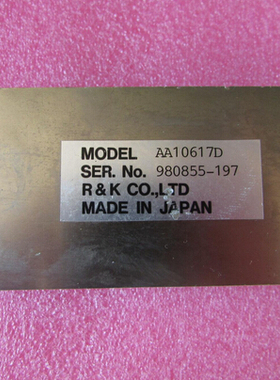 MODEL AA10617D
SER. No. 980855-197
R & K CO.,LTD
MADE IN JAPAN